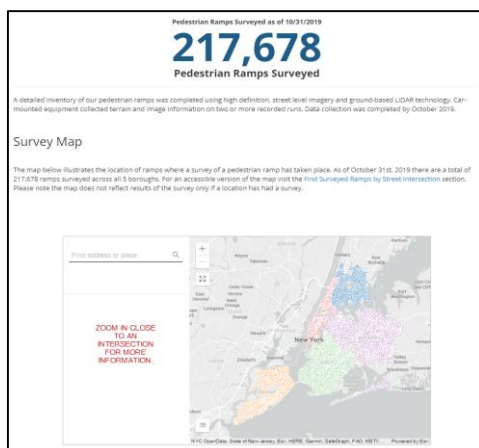 Pedestrian Ramps Surveyed as of 10/31/2019
217,678
Pedestrian Ramps Surveyed
A detailed inventory of our pedestrian ramps was completed using high definition, street level imagery and ground-based LiDAR technology. Car-
mounted equipment collected terrain and image information on two or more recorded runs. Data collection was completed by October 2019.
Survey Map
The map below illustrates the location of ramps where a survey of a pedestrian ramp has taken place. As of October 31st, 2019 there are a total of
217,678 ramps surveyed across all 5 boroughs. For an accessible version of the map visit the Find Surveyed Ramps by Street Intersection section.
Please note the map does not reflect results of the survey only if a location has had a survey.
Find address or place
ZOOM IN CLOSE
TO AN
INTERSECTION
FOR MORE
INFORMATION.
+
Yonkers
Paterson
Wayne
Newark
New York
Elizabeth
NYC OpenData, State of New Jersey, Esri, HERE, Garmin, SafeGraph, FAO, METI/...
Powered by Esri